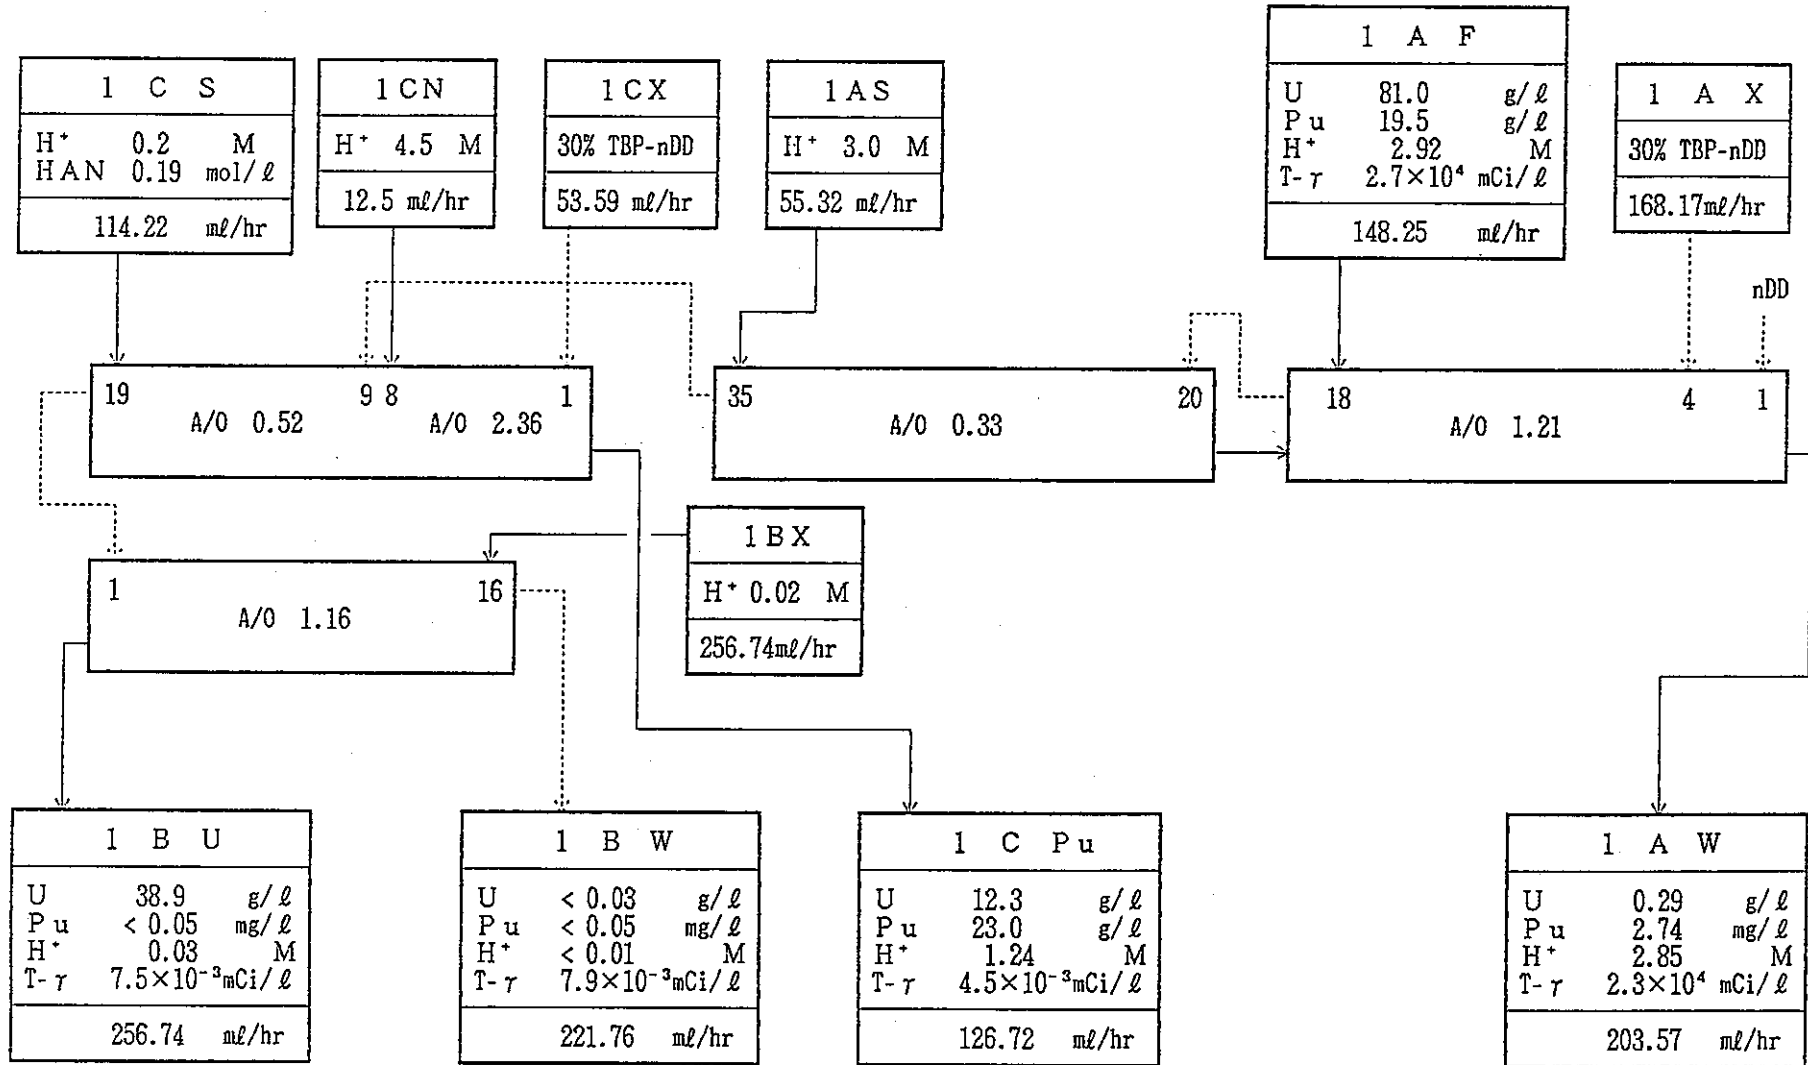 1 C S
H⁺ 0.2 M
HAN 0.19 mol/ℓ
114.22 mℓ/hr
1CN
H⁺ 4.5 M
12.5 mℓ/hr
1CX
30% TBP-nDD
53.59 mℓ/hr
1AS
H⁺ 3.0 M
55.32 mℓ/hr
1 A F
U 81.0 g/ℓ
Pu 19.5 g/ℓ
H⁺ 2.92 M
T-γ 2.7×10⁴ mCi/ℓ
148.25 mℓ/hr
1 A X
30% TBP-nDD
168.17mℓ/hr
nDD
19 9 8 1
A/O 0.52 A/O 2.36
35 20
A/O 0.33
18 4 1
A/O 1.21
1 16
A/O 1.16
1BX
H⁺ 0.02 M
256.74mℓ/hr
1 B U
U 38.9 g/ℓ
Pu < 0.05 mg/ℓ
H⁺ 0.03 M
T-γ 7.5×10⁻³mCi/ℓ
256.74 mℓ/hr
1 B W
U < 0.03 g/ℓ
Pu < 0.05 mg/ℓ
H⁺ < 0.01 M
T-γ 7.9×10⁻³mCi/ℓ
221.76 mℓ/hr
1 C Pu
U 12.3 g/ℓ
Pu 23.0 g/ℓ
H⁺ 1.24 M
T-γ 4.5×10⁻³mCi/ℓ
126.72 mℓ/hr
1 A W
U 0.29 g/ℓ
Pu 2.74 mg/ℓ
H⁺ 2.85 M
T-γ 2.3×10⁴ mCi/ℓ
203.57 mℓ/hr